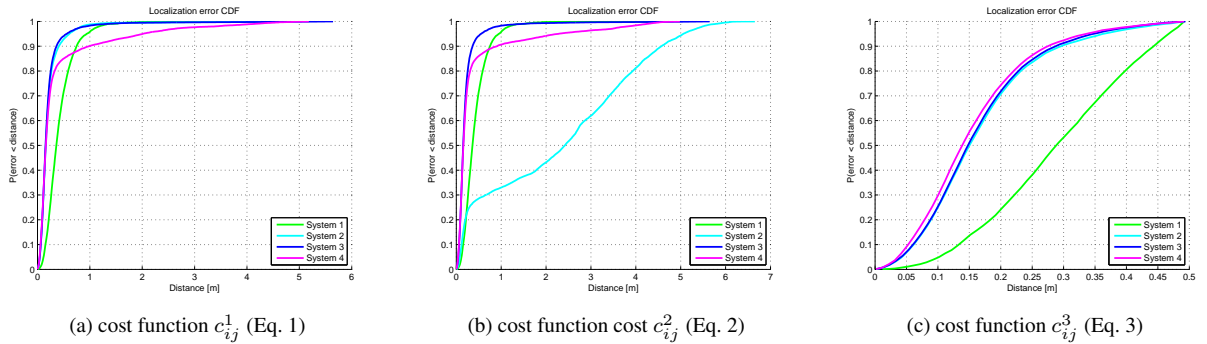 Localization error CDF
P(error < distance)
1
0.9
0.8
0.7
0.6
0.5
0.4
0.3
0.2
0.1
0
0 1 2 3 4 5 6
Distance [m]
System 1
System 2
System 3
System 4
(a) cost function c^1_{ij} (Eq. 1)
Localization error CDF
P(error < distance)
1
0.9
0.8
0.7
0.6
0.5
0.4
0.3
0.2
0.1
0
0 1 2 3 4 5 6 7
Distance [m]
System 1
System 2
System 3
System 4
(b) cost function cost c^2_{ij} (Eq. 2)
Localization error CDF
P(error < distance)
1
0.9
0.8
0.7
0.6
0.5
0.4
0.3
0.2
0.1
0
0 0.05 0.1 0.15 0.2 0.25 0.3 0.35 0.4 0.45 0.5
Distance [m]
System 1
System 2
System 3
System 4
(c) cost function c^3_{ij} (Eq. 3)